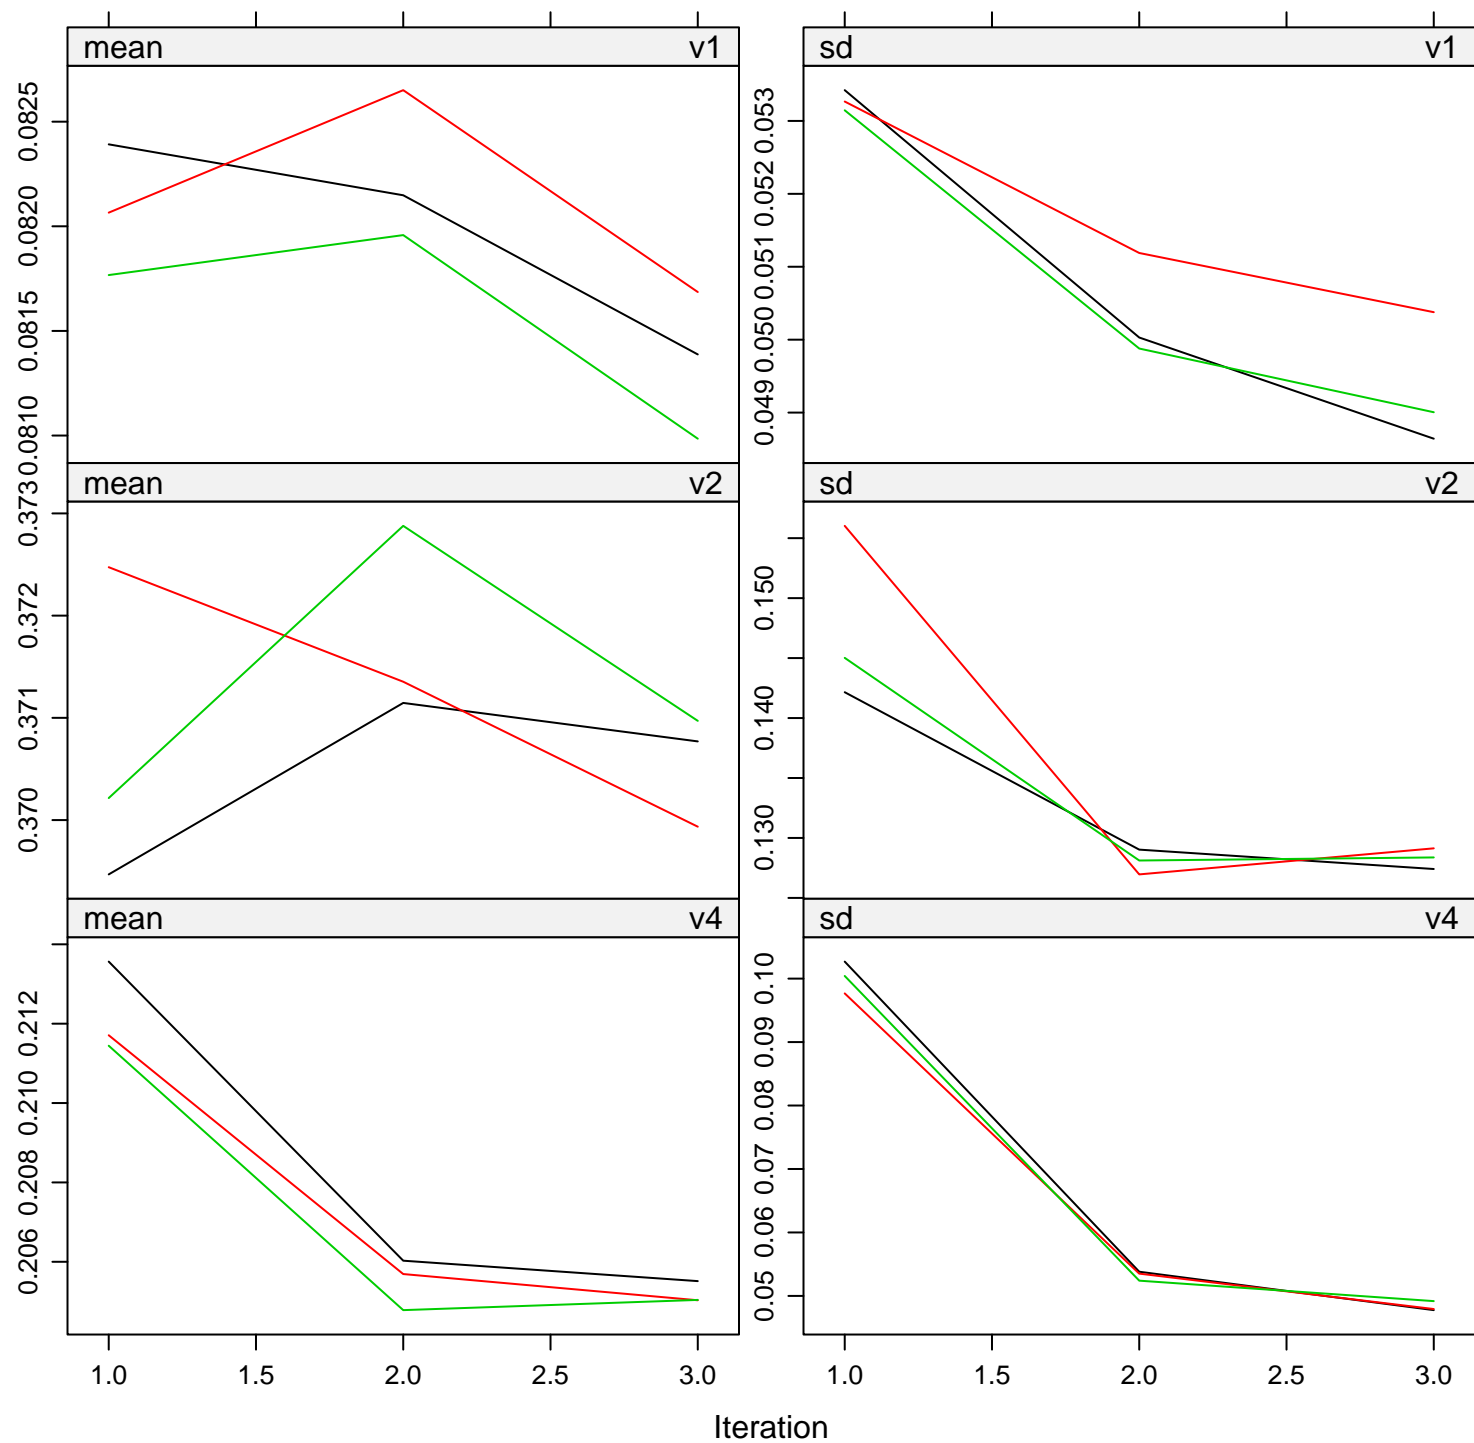 mean v1
sd v1
0.0810 0.0815 0.0820 0.0825
0.049 0.050 0.051 0.052 0.053
mean v2
sd v2
0.370 0.371 0.372 0.373
0.130 0.140 0.150
mean v4
sd v4
0.206 0.208 0.210 0.212
0.05 0.06 0.07 0.08 0.09 0.10
1.0 1.5 2.0 2.5 3.0
1.0 1.5 2.0 2.5 3.0
Iteration